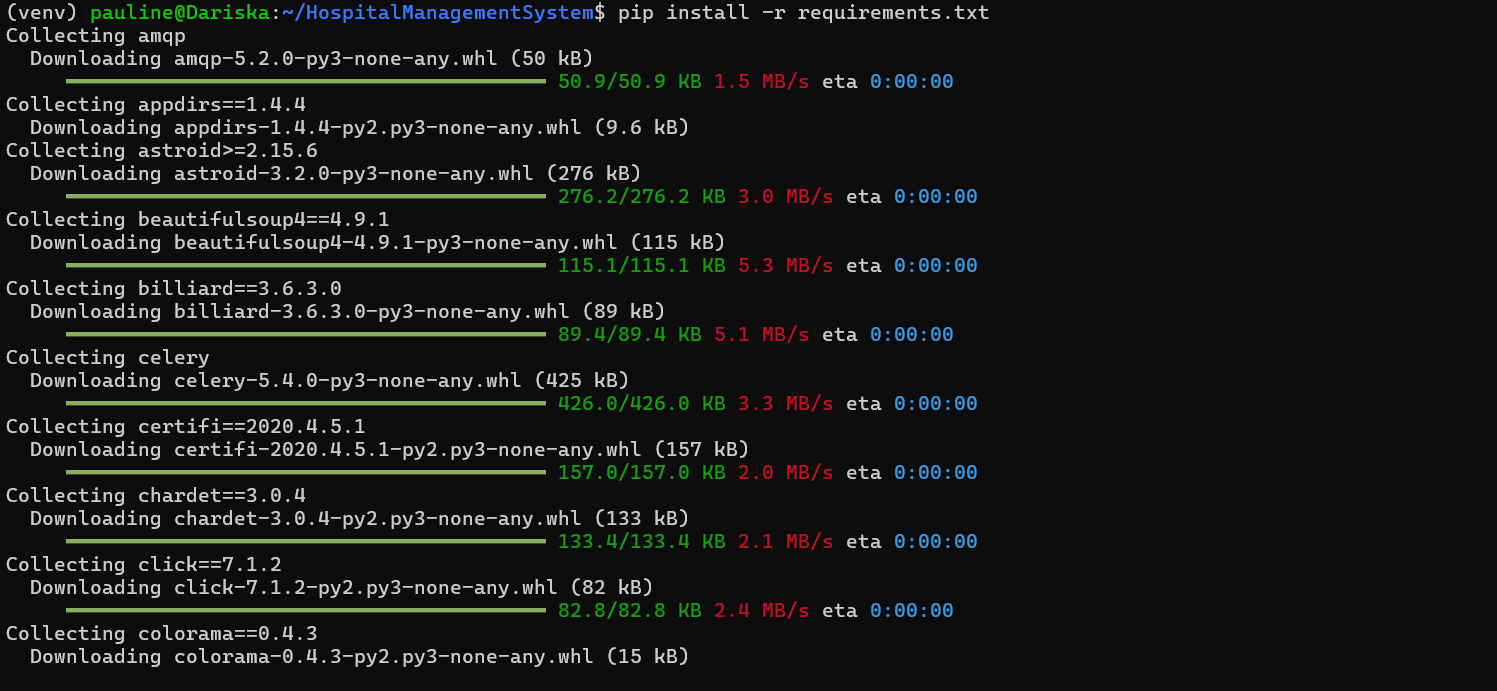 (venv) pauline@Dariska:~/HospitalManagementSystem$ pip install -r requirements.txt
Collecting amqp
  Downloading amqp-5.2.0-py3-none-any.whl (50 kB)
     50.9/50.9 KB 1.5 MB/s eta 0:00:00
Collecting appdirs==1.4.4
  Downloading appdirs-1.4.4-py2.py3-none-any.whl (9.6 kB)
Collecting astroid>=2.15.6
  Downloading astroid-3.2.0-py3-none-any.whl (276 kB)
     276.2/276.2 KB 3.0 MB/s eta 0:00:00
Collecting beautifulsoup4==4.9.1
  Downloading beautifulsoup4-4.9.1-py3-none-any.whl (115 kB)
     115.1/115.1 KB 5.3 MB/s eta 0:00:00
Collecting billiard==3.6.3.0
  Downloading billiard-3.6.3.0-py3-none-any.whl (89 kB)
     89.4/89.4 KB 5.1 MB/s eta 0:00:00
Collecting celery
  Downloading celery-5.4.0-py3-none-any.whl (425 kB)
     426.0/426.0 KB 3.3 MB/s eta 0:00:00
Collecting certifi==2020.4.5.1
  Downloading certifi-2020.4.5.1-py2.py3-none-any.whl (157 kB)
     157.0/157.0 KB 2.0 MB/s eta 0:00:00
Collecting chardet==3.0.4
  Downloading chardet-3.0.4-py2.py3-none-any.whl (133 kB)
     133.4/133.4 KB 2.1 MB/s eta 0:00:00
Collecting click==7.1.2
  Downloading click-7.1.2-py2.py3-none-any.whl (82 kB)
     82.8/82.8 KB 2.4 MB/s eta 0:00:00
Collecting colorama==0.4.3
  Downloading colorama-0.4.3-py2.py3-none-any.whl (15 kB)